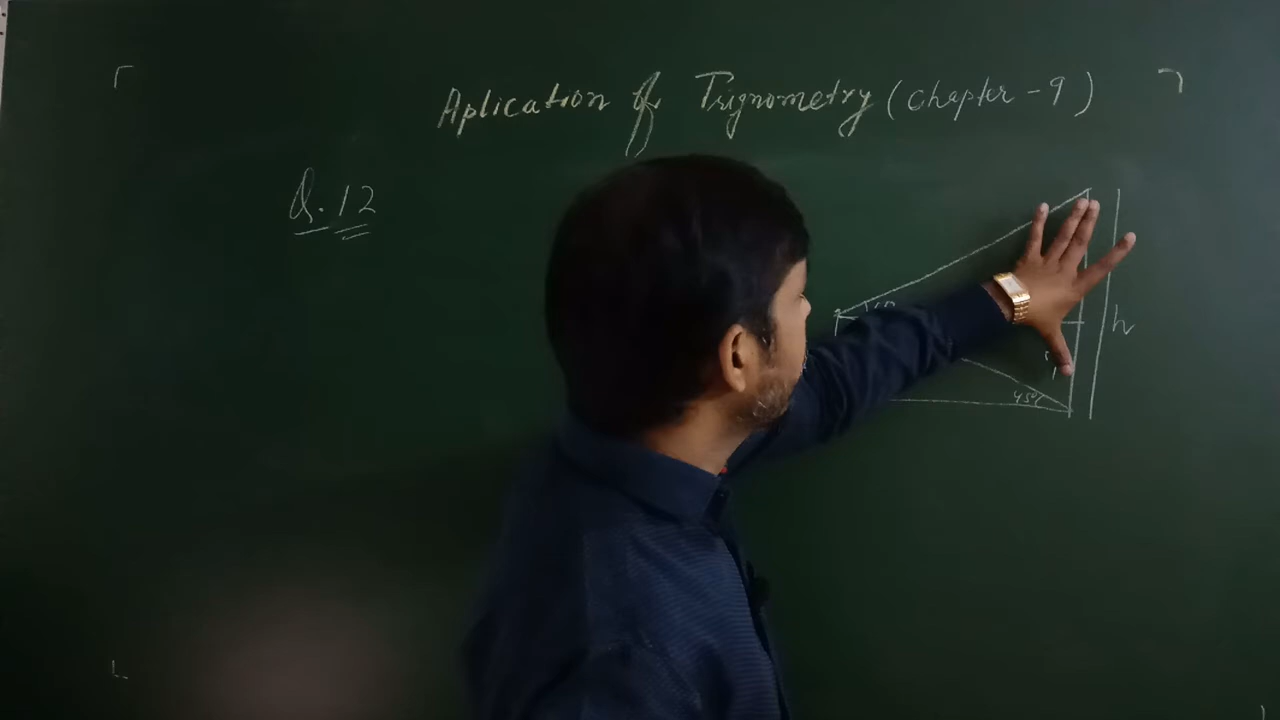 Aplication of Trignometry (Chapter - 9)
Q. 12
h
45°